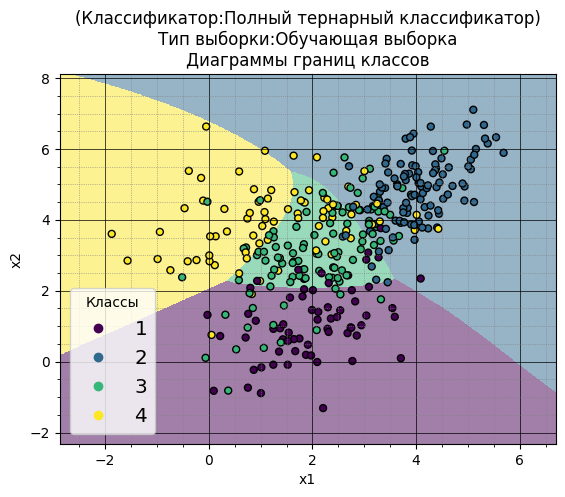 (Классификатор:Полный тернарный классификатор)
Тип выборки:Обучающая выборка
Диаграммы границ классов
8
6
4
2
0
−2
x2
Классы
1
2
3
4
−2
0
2
4
6
x1